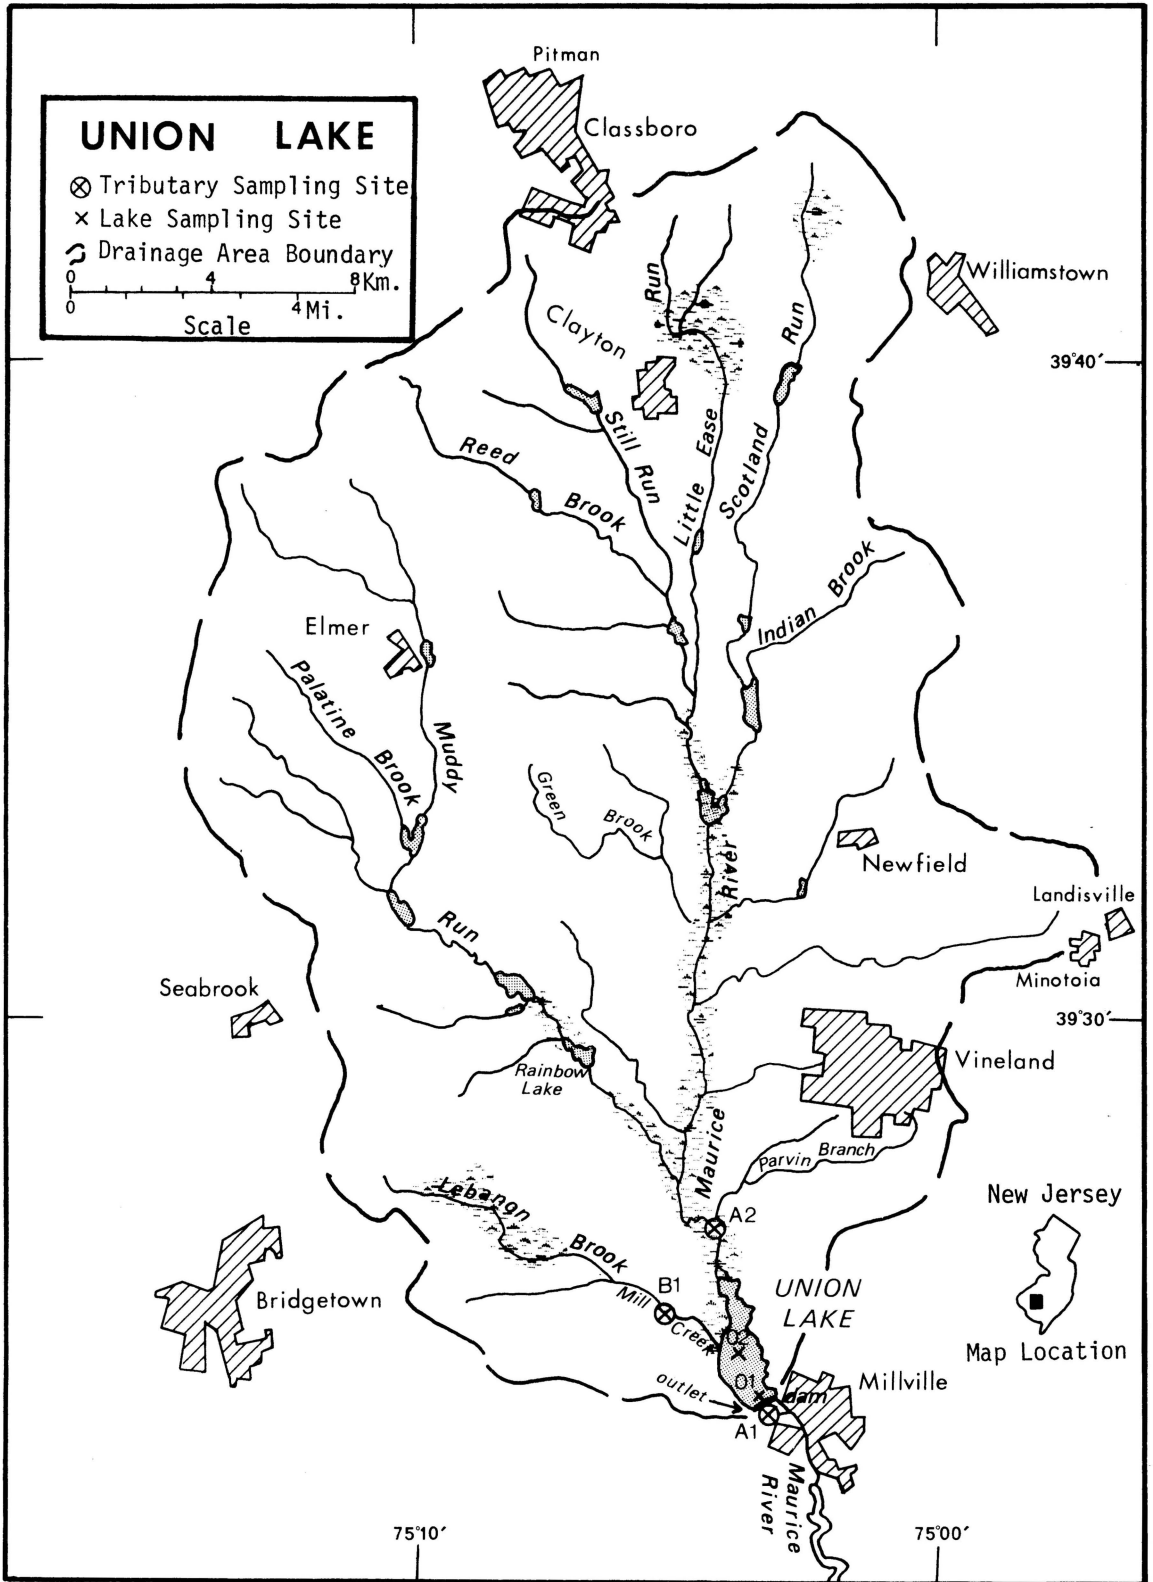 Pitman
Classboro
UNION LAKE
Tributary Sampling Site
Lake Sampling Site
Drainage Area Boundary
0 4 8 Km.
0 4 Mi.
Scale
Williamstown
39°40'
Clayton
Run
Little Ease
Scotland Run
Still Run
Reed Brook
Indian Brook
Elmer
Palatine Brook
Muddy
Run
Green Brook
River
Newfield
Landisville
Minotoia
Seabrook
39°30'
Vineland
Rainbow
Lake
Maurice
Parvin Branch
Lebangn Brook
A2
New Jersey
Map Location
Bridgetown
B1
Mill Creek
UNION
LAKE
02
01
outlet
dam
A1
Millville
Maurice
River
75°10'
75°00'